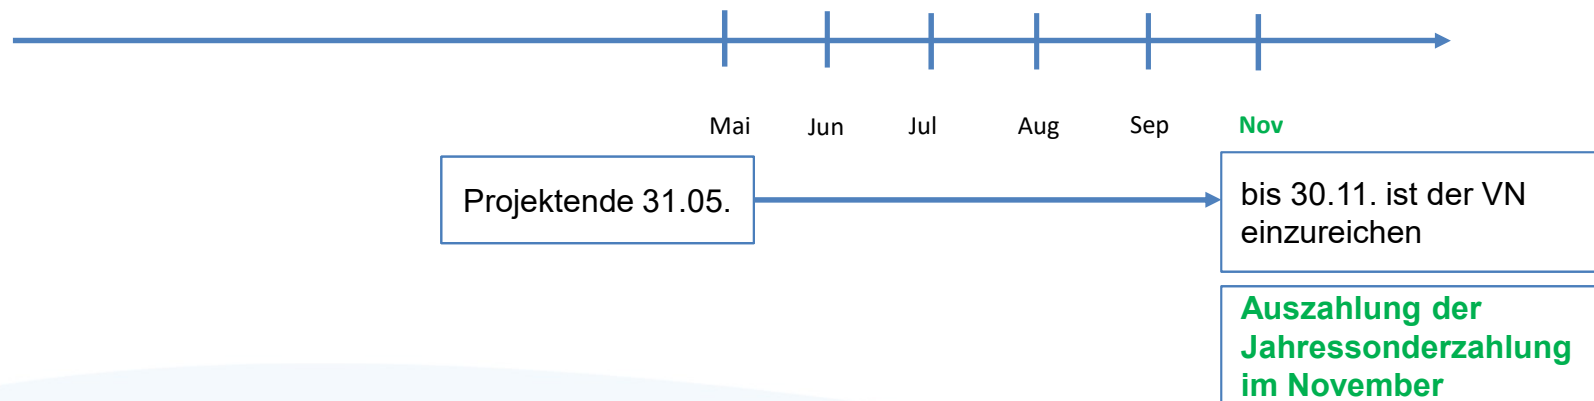 Mai Jun Jul Aug Sep Nov
Projektende 31.05.
bis 30.11. ist der VN
einzureichen
Auszahlung der
Jahressonderzahlung
im November